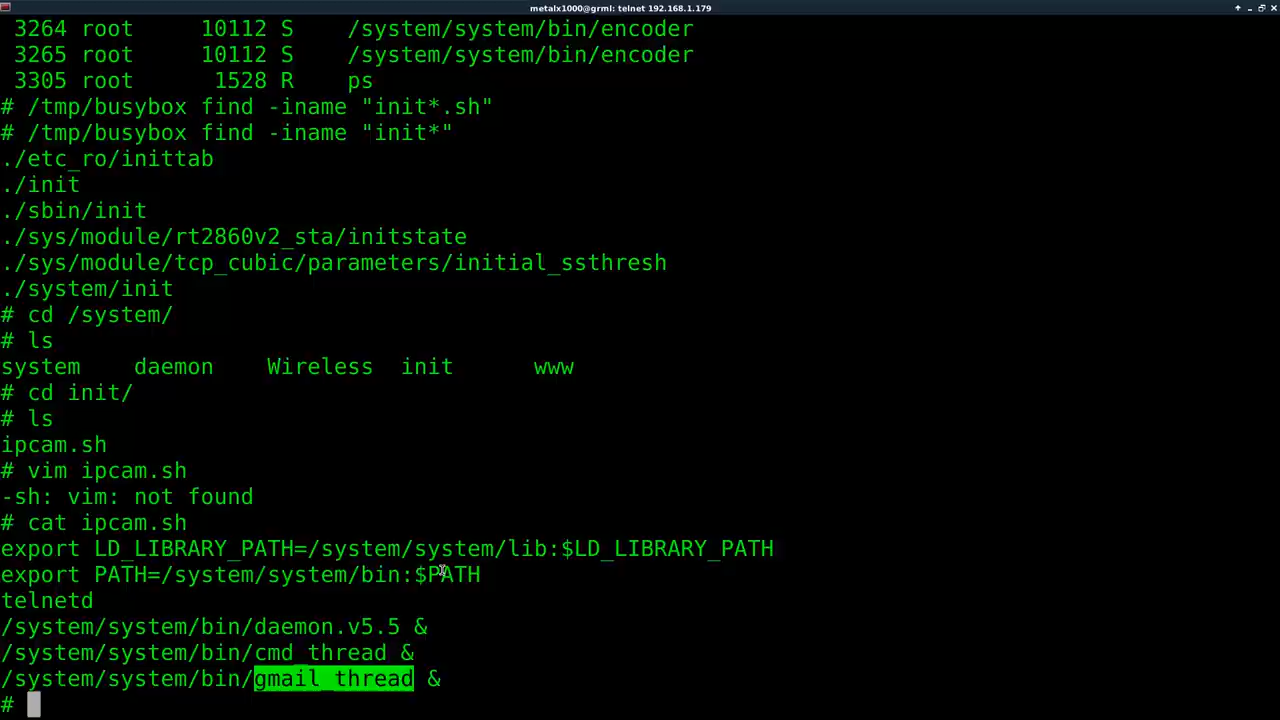 metalx1000@grml: telnet 192.168.1.179
3264 root     10112 S    /system/system/bin/encoder
3265 root     10112 S    /system/system/bin/encoder
3305 root      1528 R    ps
# /tmp/busybox find -iname "init*.sh"
# /tmp/busybox find -iname "init*"
./etc_ro/inittab
./init
./sbin/init
./sys/module/rt2860v2_sta/initstate
./sys/module/tcp_cubic/parameters/initial_ssthresh
./system/init
# cd /system/
# ls
system    daemon    Wireless  init      www
# cd init/
# ls
ipcam.sh
# vim ipcam.sh
-sh: vim: not found
# cat ipcam.sh
export LD_LIBRARY_PATH=/system/system/lib:$LD_LIBRARY_PATH
export PATH=/system/system/bin:$PATH
telnetd
/system/system/bin/daemon.v5.5 &
/system/system/bin/cmd_thread &
/system/system/bin/gmail_thread &
#